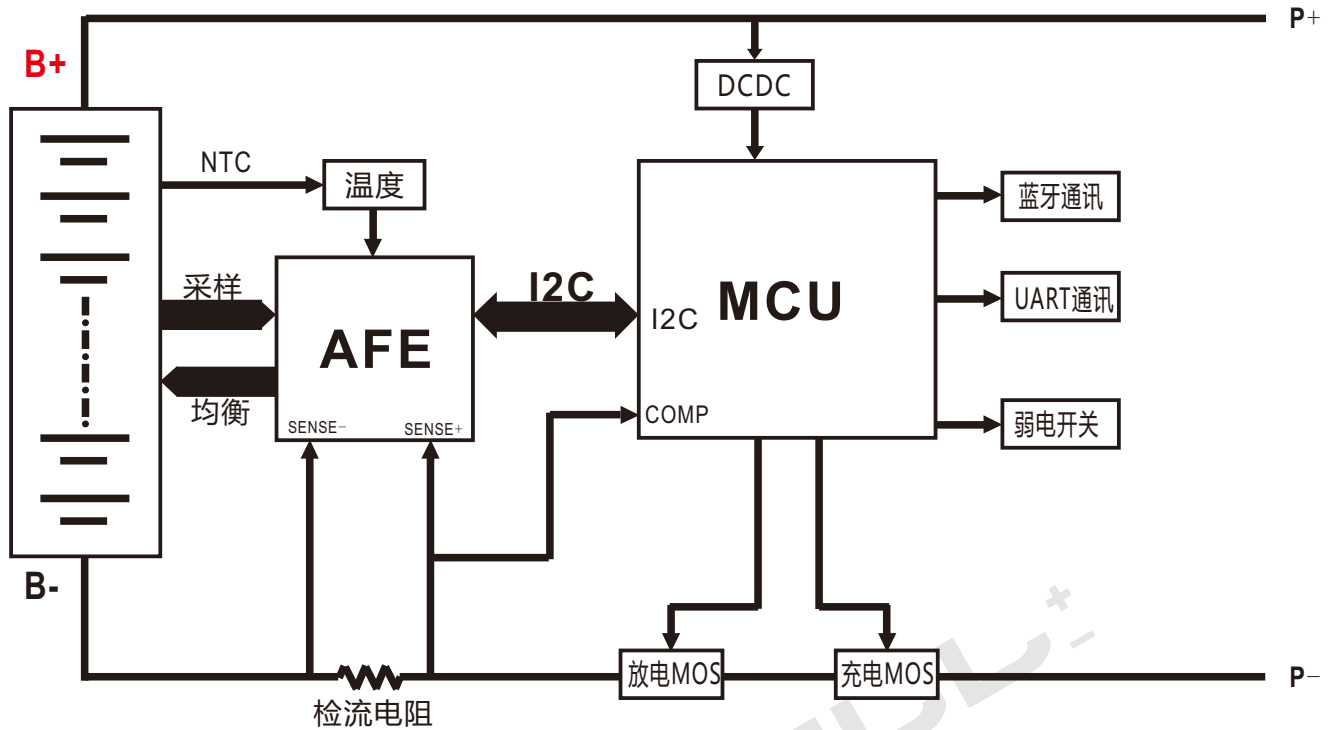 P+
B+
DCDC
NTC
温度
蓝牙通讯
采样
I2C
MCU
UART通讯
I2C
AFE
均衡
COMP
弱电开关
SENSE−
SENSE+
B-
放电MOS
充电MOS
P−
检流电阻